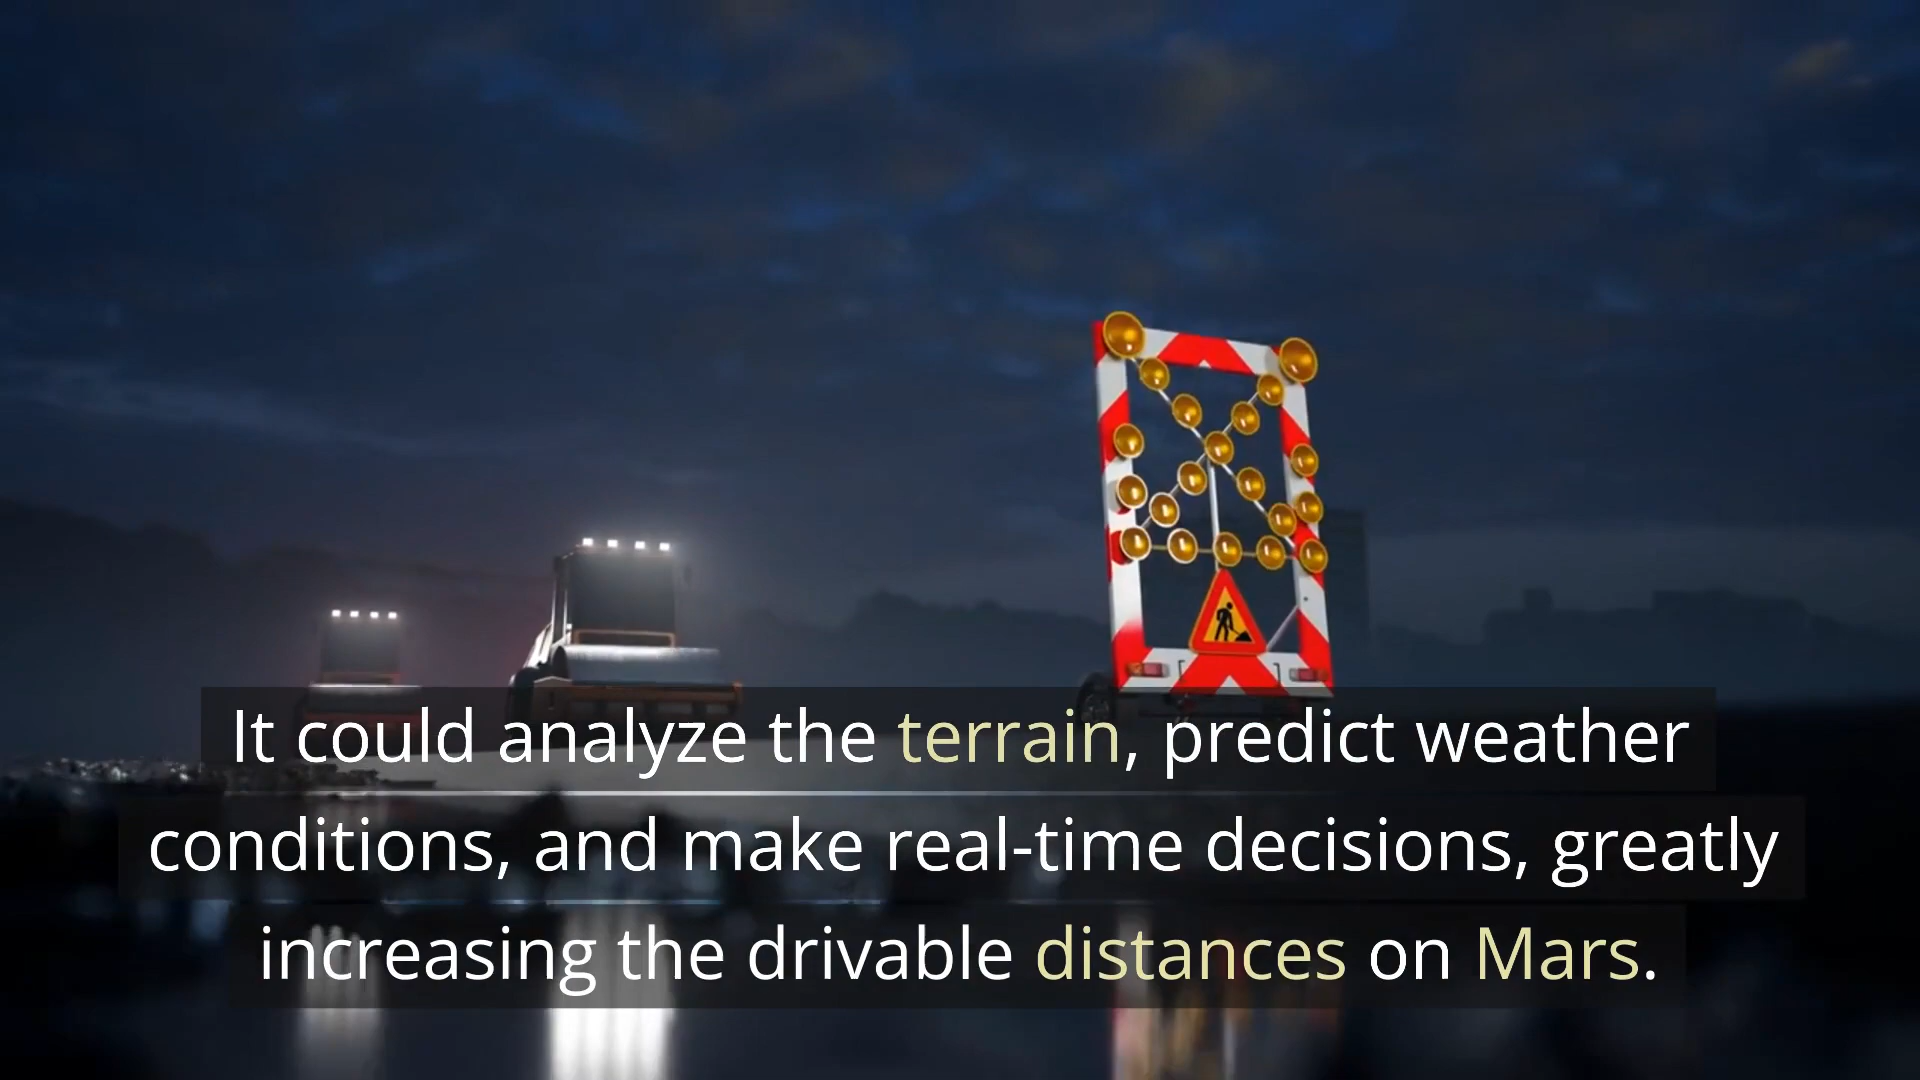 It could analyze the terrain, predict weather
conditions, and make real-time decisions, greatly
increasing the drivable distances on Mars.